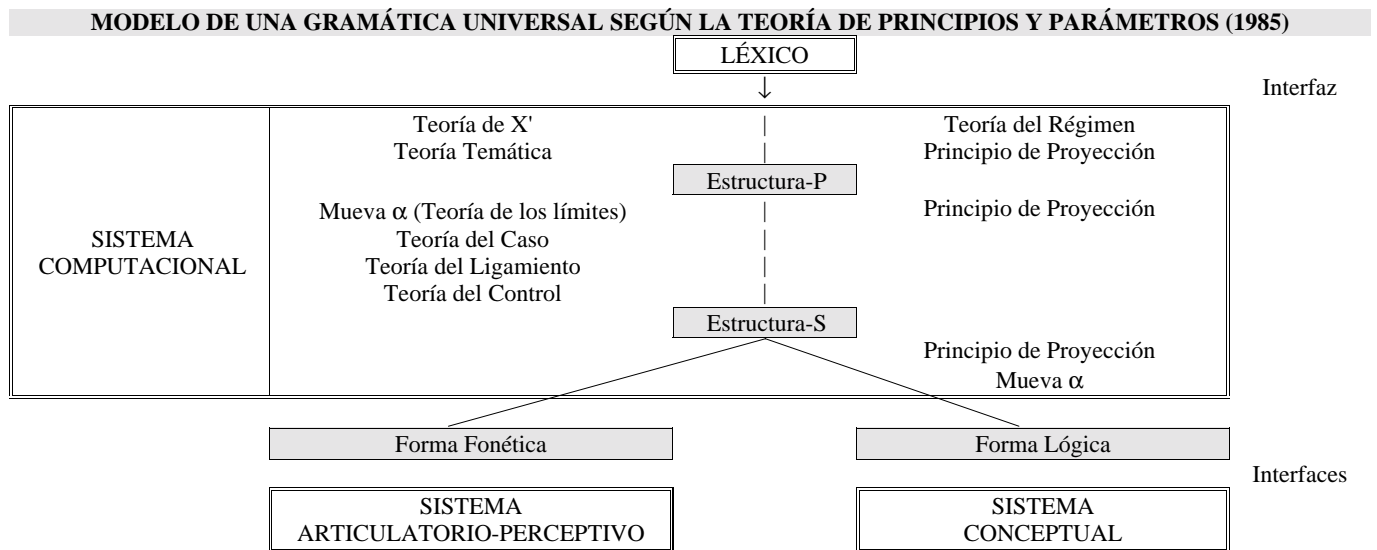 MODELO DE UNA GRAMÁTICA UNIVERSAL SEGÚN LA TEORÍA DE PRINCIPIOS Y PARÁMETROS (1985)
LÉXICO
↓
Interfaz
Teoría de X' | Teoría del Régimen
Teoría Temática | Principio de Proyección
Estructura-P
Mueva α (Teoría de los límites) | Principio de Proyección
SISTEMA Teoría del Caso |
COMPUTACIONAL Teoría del Ligamiento |
Teoría del Control |
Estructura-S
Principio de Proyección
Mueva α
Forma Fonética Forma Lógica
Interfaces
SISTEMA SISTEMA
ARTICULATORIO-PERCEPTIVO CONCEPTUAL